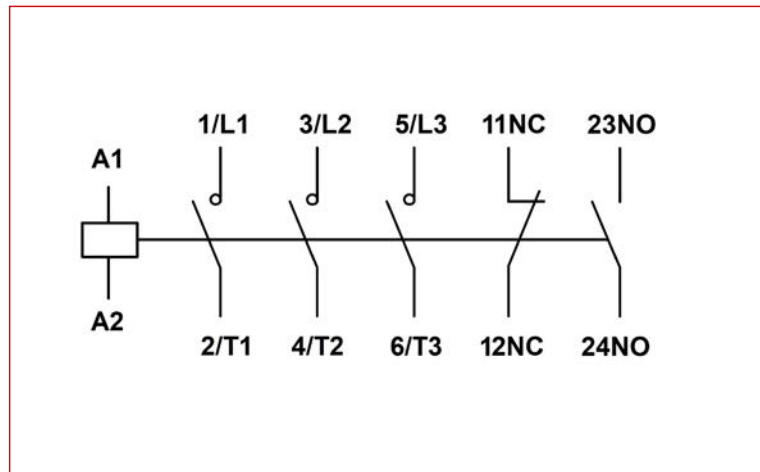 1/L1 3/L2 5/L3 11NC 23NO
A1
A2
2/T1 4/T2 6/T3 12NC 24NO